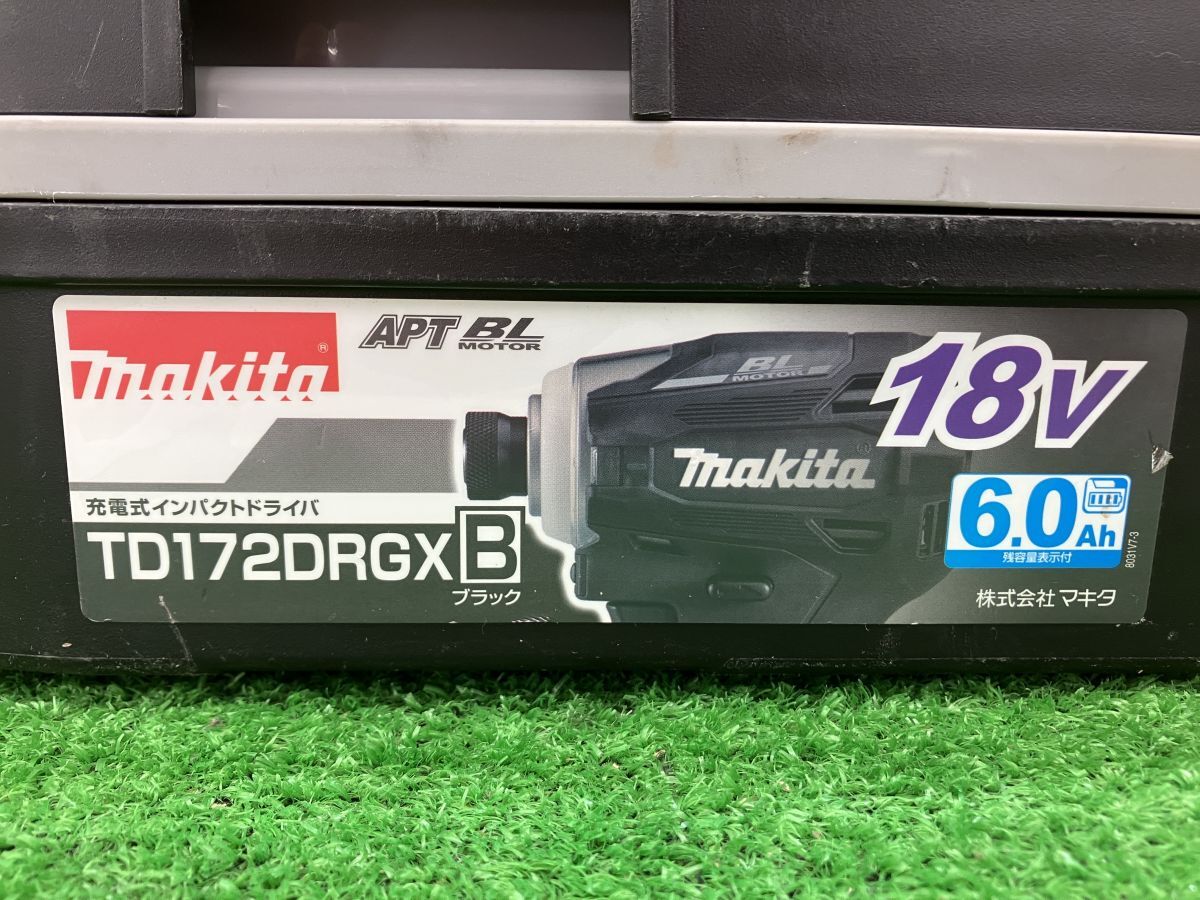 makita®
APT BL MOTOR
BL MOTOR
makita®
18V
6.0Ah
残容量表示付
充電式インパクトドライバ
TD172DRGX B
ブラック
株式会社 マキタ
8031V7-3